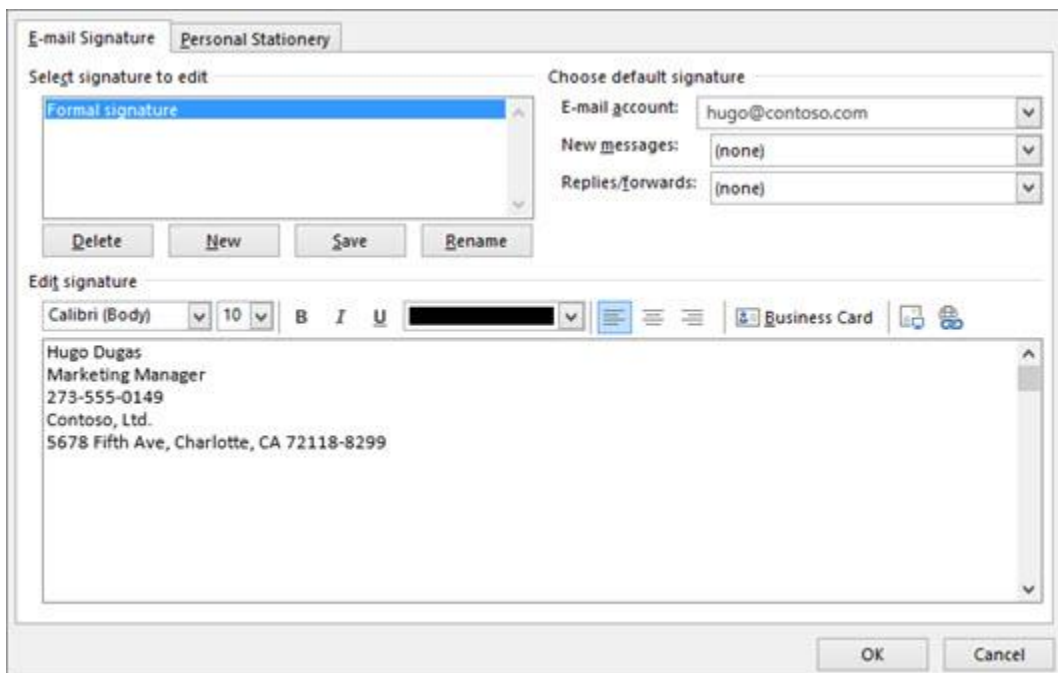 E-mail Signature
Personal Stationery
Select signature to edit
Formal signature
Delete
New
Save
Rename
Choose default signature
E-mail account: hugo@contoso.com
New messages: (none)
Replies/forwards: (none)
Edit signature
Calibri (Body) 10 B I U Business Card
Hugo Dugas
Marketing Manager
273-555-0149
Contoso, Ltd.
5678 Fifth Ave, Charlotte, CA 72118-8299
OK
Cancel